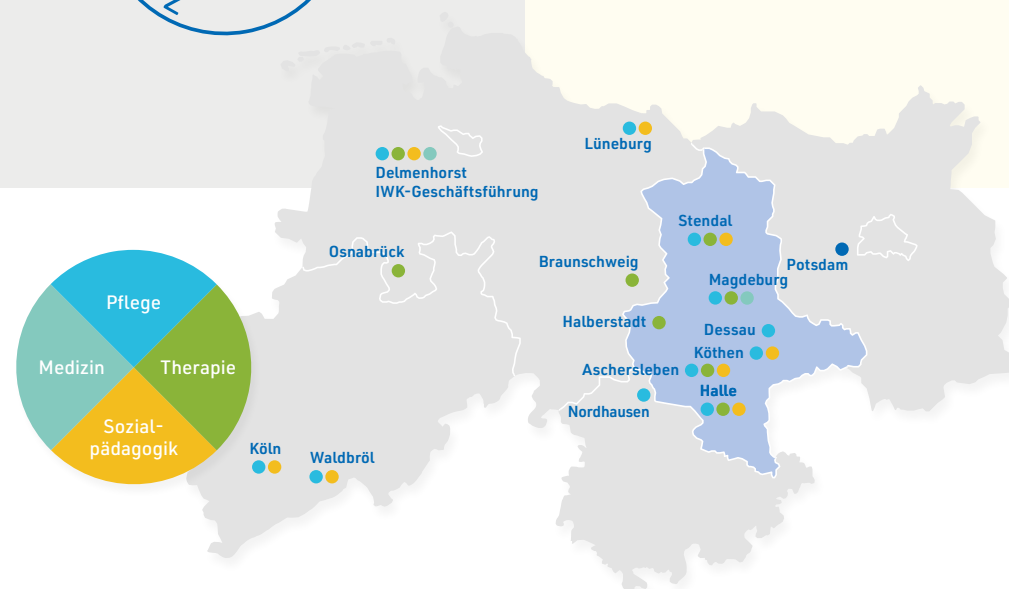 Lüneburg
Delmenhorst
IWK-Geschäftsführung
Stendal
Osnabrück
Braunschweig
Potsdam
Magdeburg
Pflege
Halberstadt
Dessau
Köthen
Medizin
Therapie
Aschersleben
Halle
Nordhausen
Sozial-
pädagogik
Köln
Waldbröl